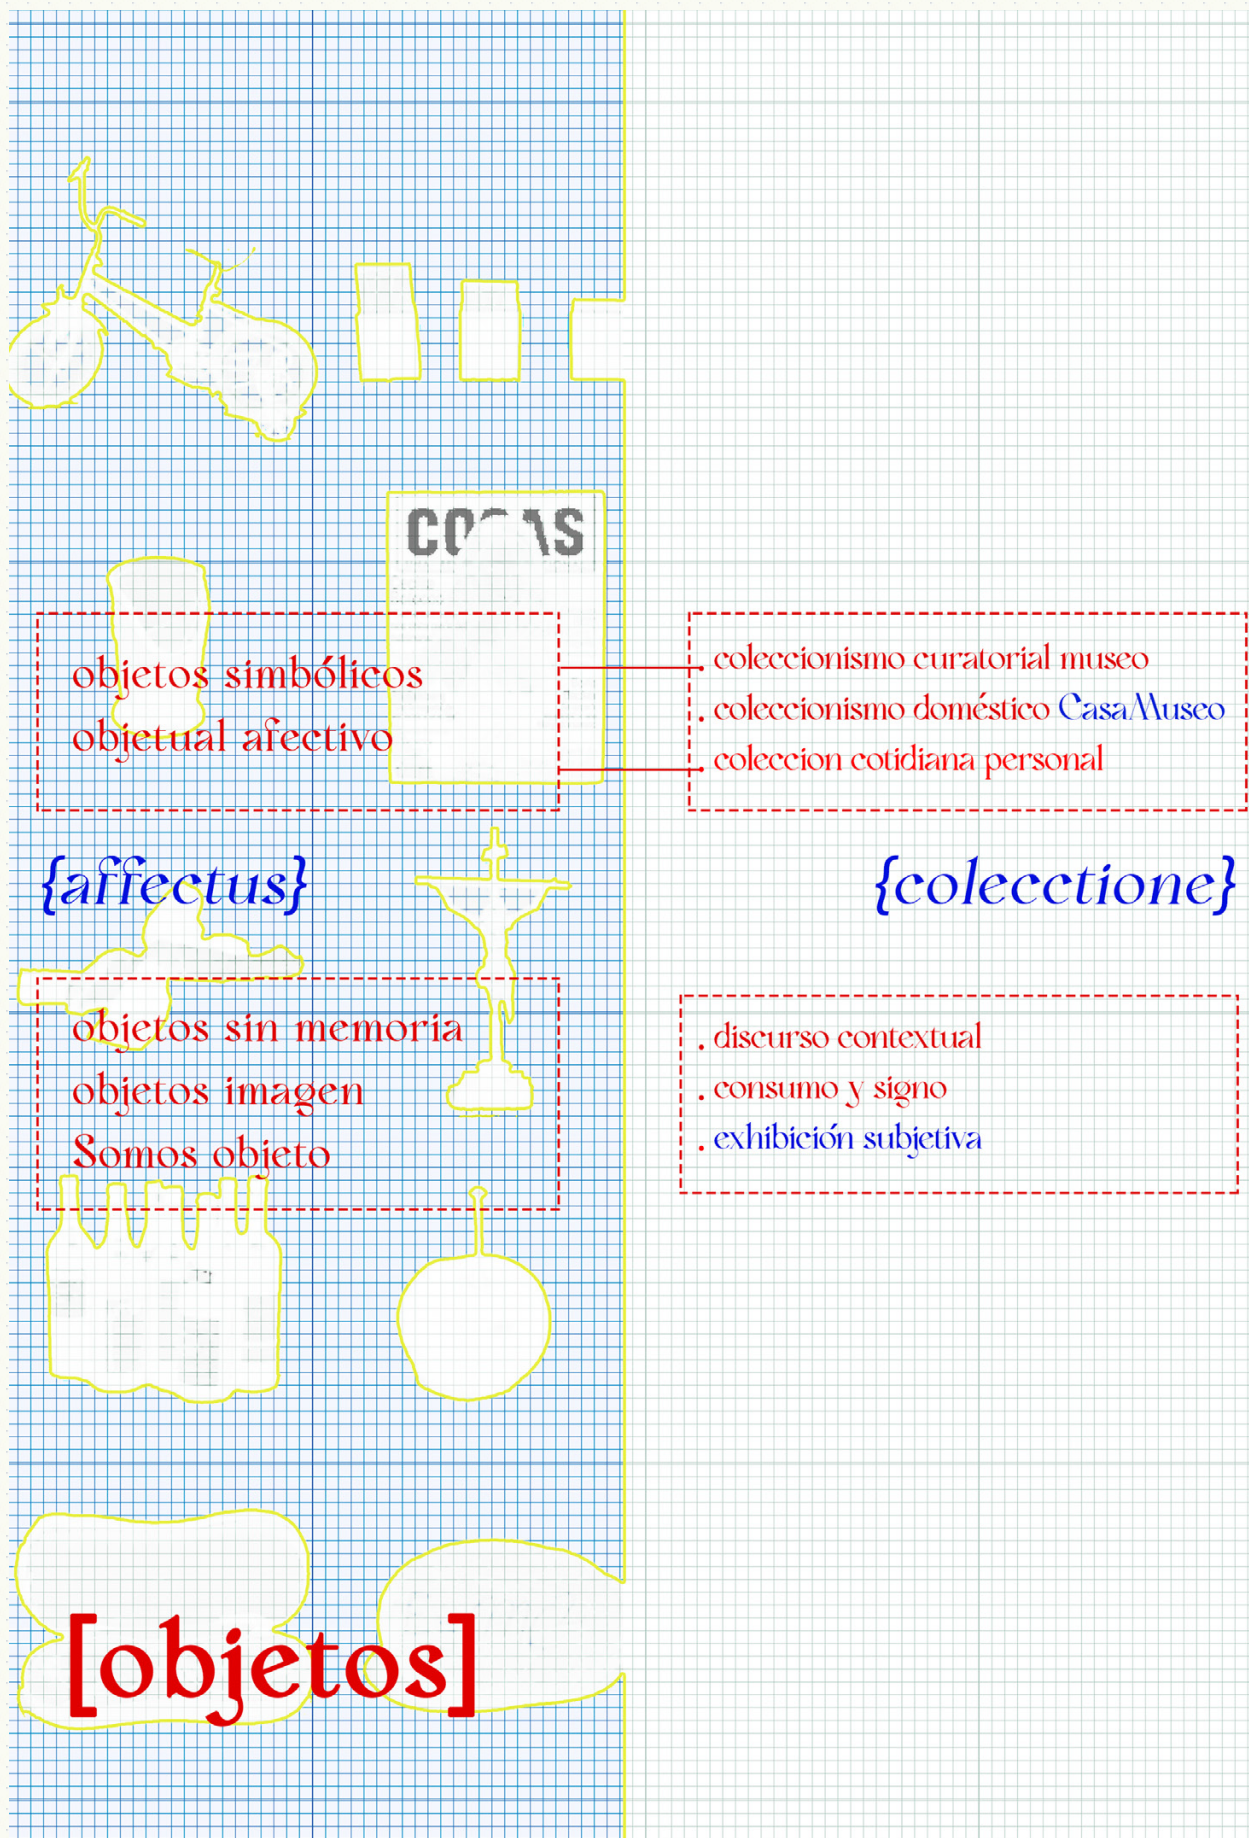 objetos simbólicos
objetual afectivo
. coleccionismo curatorial museo
. coleccionismo doméstico CasaMuseo
. coleccion cotidiana personal
{affectus}
{colecctione}
objetos sin memoria
objetos imagen
Somos objeto
. discurso contextual
. consumo y signo
. exhibición subjetiva
[objetos]